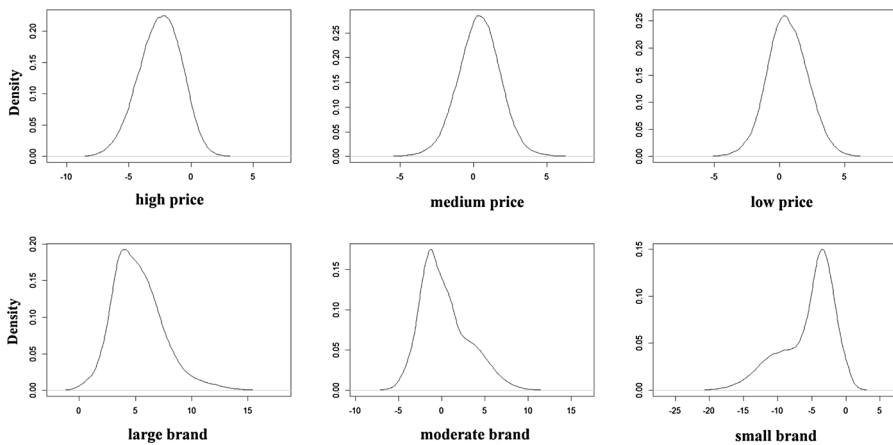 0.00 0.05 0.10 0.15 0.20
-10 -5 0 5
Density
high price
0.00 0.05 0.10 0.15 0.20 0.25
-5 0 5
medium price
0.00 0.05 0.10 0.15 0.20 0.25
-5 0 5
low price
0.00 0.05 0.10 0.15 0.20
0 5 10 15
Density
large brand
0.00 0.05 0.10 0.15
-10 -5 0 5 10 15
moderate brand
0.00 0.05 0.10 0.15
-25 -20 -15 -10 -5 0 5
small brand